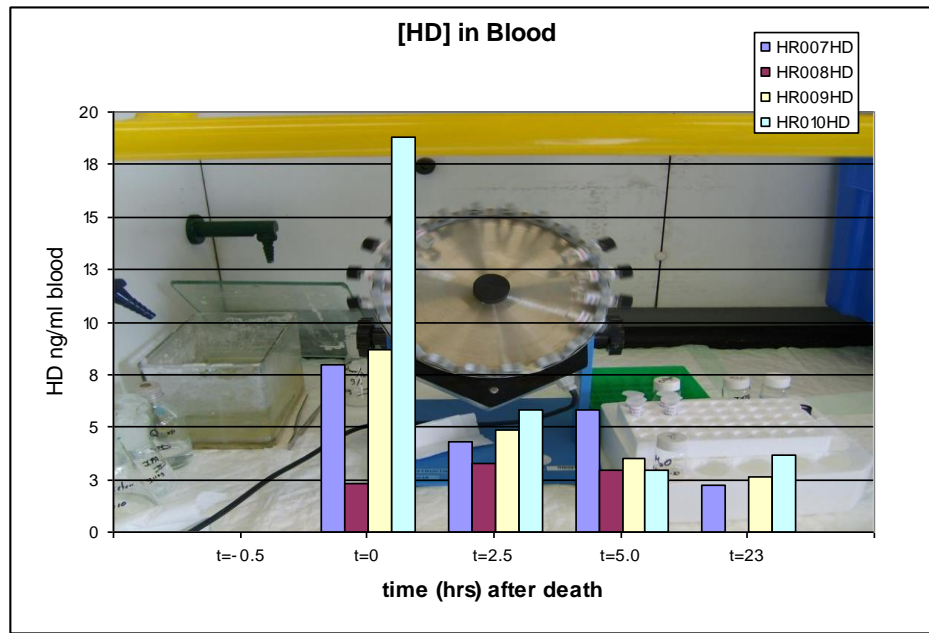 [HD] in Blood
HR007HD
HR008HD
HR009HD
HR010HD
20
18
15
13
10
8
5
3
0
HD ng/ml blood
t=-0.5
t=0
t=2.5
t=5.0
t=23
time (hrs) after death